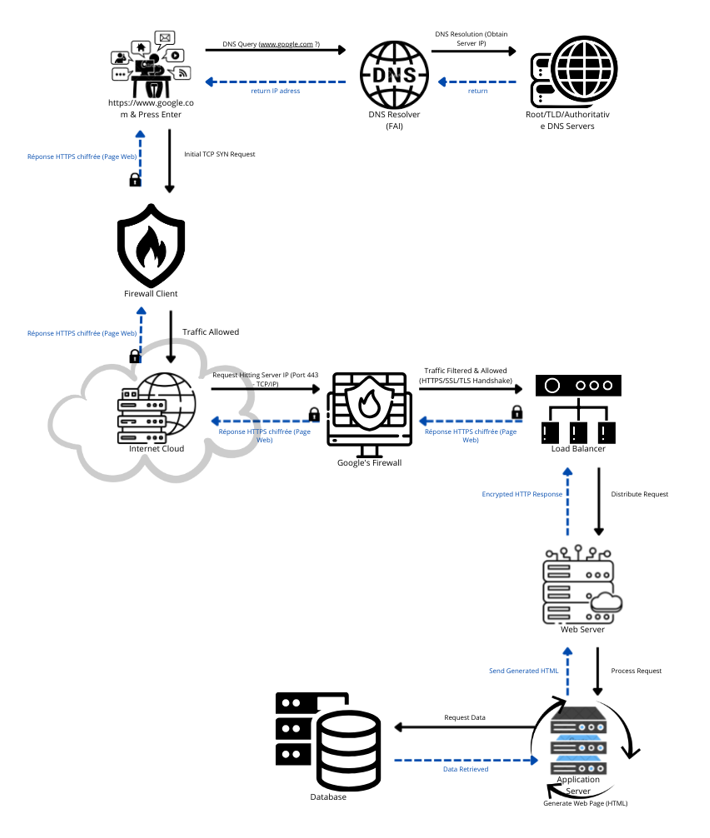 DNS Query (www.google.com ?)
DNS Resolution (Obtain
Server IP)
return IP adress
return
DNS
https://www.google.co
m & Press Enter
DNS Resolver
(FAI)
Root/TLD/Authoritativ
e DNS Servers
Réponse HTTPS chiffrée (Page Web)
Initial TCP SYN Request
Firewall Client
Réponse HTTPS chiffrée (Page Web)
Traffic Allowed
Request Hitting Server IP (Port 443
- TCP/IP)
Traffic Filtered & Allowed
(HTTPS/SSL/TLS Handshake)
Réponse HTTPS chiffrée (Page
Web)
Réponse HTTPS chiffrée (Page
Web)
Internet Cloud
Google's Firewall
Load Balancer
Encrypted HTTP Response
Distribute Request
Web Server
Send Generated HTML
Process Request
Request Data
Data Retrieved
Application
Server
Database
Generate Web Page (HTML)